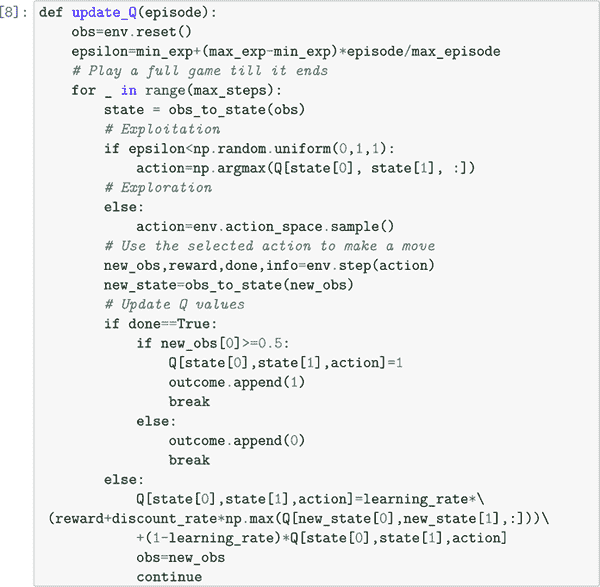 [8]: def update_Q(episode):
    obs=env.reset()
    epsilon=min_exp+(max_exp-min_exp)*episode/max_episode
    # Play a full game till it ends
    for _ in range(max_steps):
        state = obs_to_state(obs)
        # Exploitation
        if epsilon<np.random.uniform(0,1,1):
            action=np.argmax(Q[state[0], state[1], :])
        # Exploration
        else:
            action=env.action_space.sample()
        # Use the selected action to make a move
        new_obs,reward,done,info=env.step(action)
        new_state=obs_to_state(new_obs)
        # Update Q values
        if done==True:
            if new_obs[0]>=0.5:
                Q[state[0],state[1],action]=1
                outcome.append(1)
                break
            else:
                outcome.append(0)
                break
        else:
            Q[state[0],state[1],action]=learning_rate*\
 (reward+discount_rate*np.max(Q[new_state[0],new_state[1],:]))\
            +(1-learning_rate)*Q[state[0],state[1],action]
            obs=new_obs
            continue